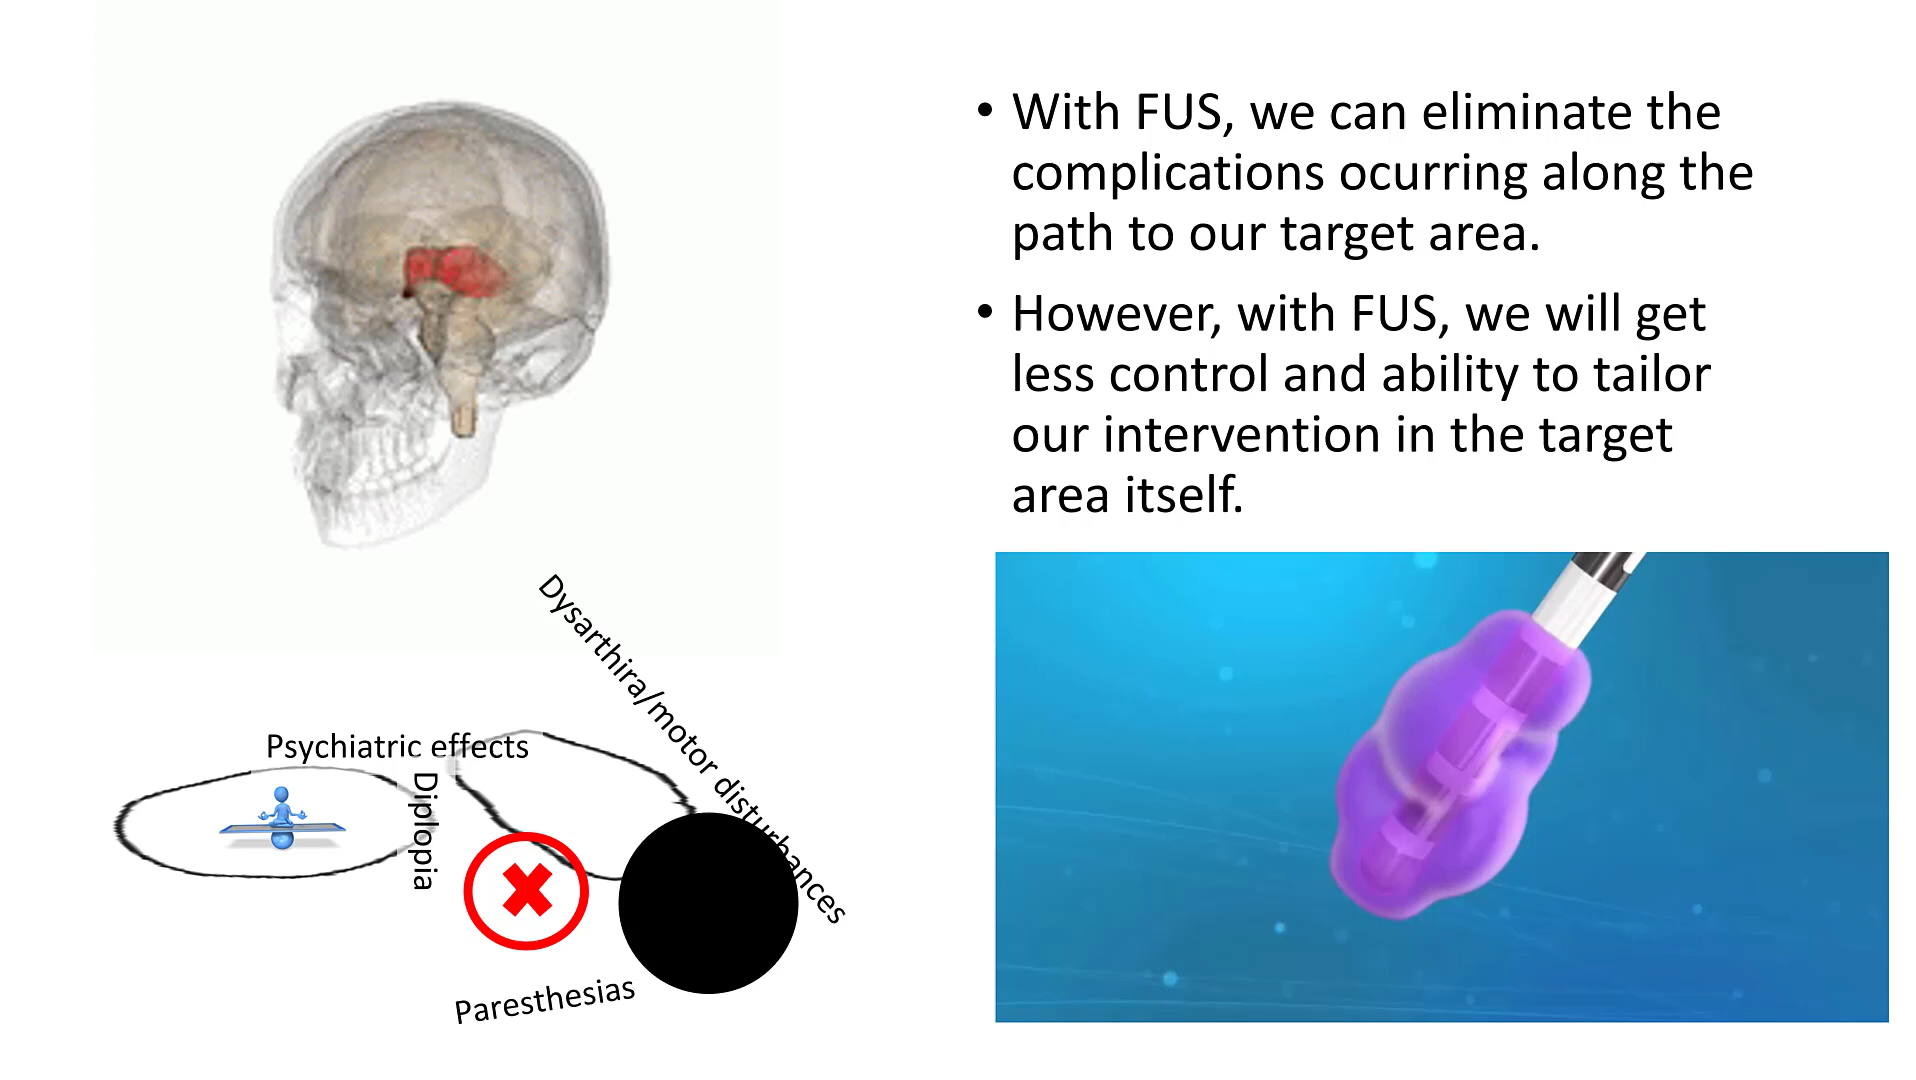 • With FUS, we can eliminate the
complications ocurring along the
path to our target area.
• However, with FUS, we will get
less control and ability to tailor
our intervention in the target
area itself.
Dysarthira/motor disturbances
Psychiatric effects
Diplopia
Paresthesias